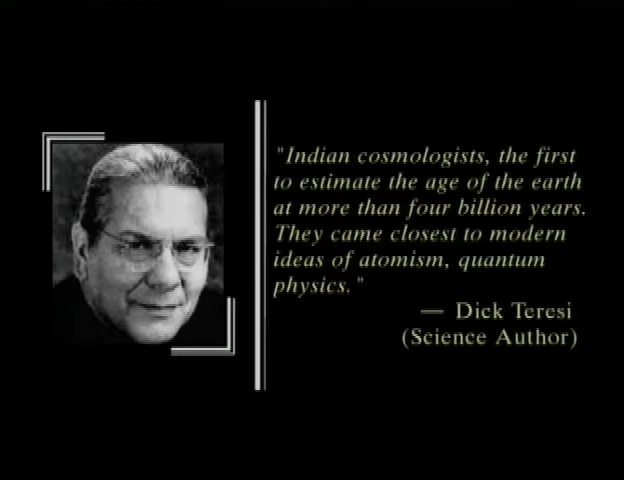 "Indian cosmologists, the first
to estimate the age of the earth
at more than four billion years.
They came closest to modern
ideas of atomism, quantum
physics."
— Dick Teresi
(Science Author)